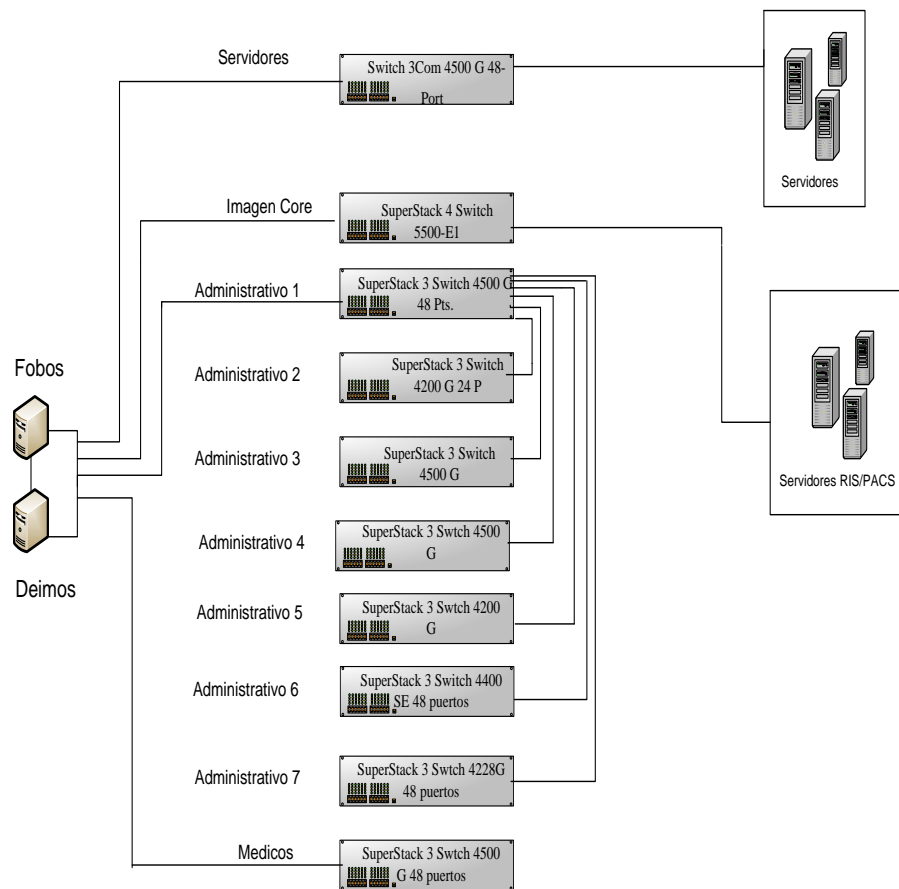 Servidores
Switch 3Com 4500 G 48-
Port
Servidores
Imagen Core
SuperStack 4 Switch
5500-E1
Administrativo 1
SuperStack 3 Switch 4500 G
48 Pts.
Administrativo 2
SuperStack 3 Switch
4200 G 24 P
Fobos
Administrativo 3
SuperStack 3 Switch
4500 G
Servidores RIS/PACS
Administrativo 4
SuperStack 3 Swtch 4500
G
Deimos
Administrativo 5
SuperStack 3 Swtch 4200
G
Administrativo 6
SuperStack 3 Switch 4400
SE 48 puertos
Administrativo 7
SuperStack 3 Swtch 4228G
48 puertos
Medicos
SuperStack 3 Swtch 4500
G 48 puertos